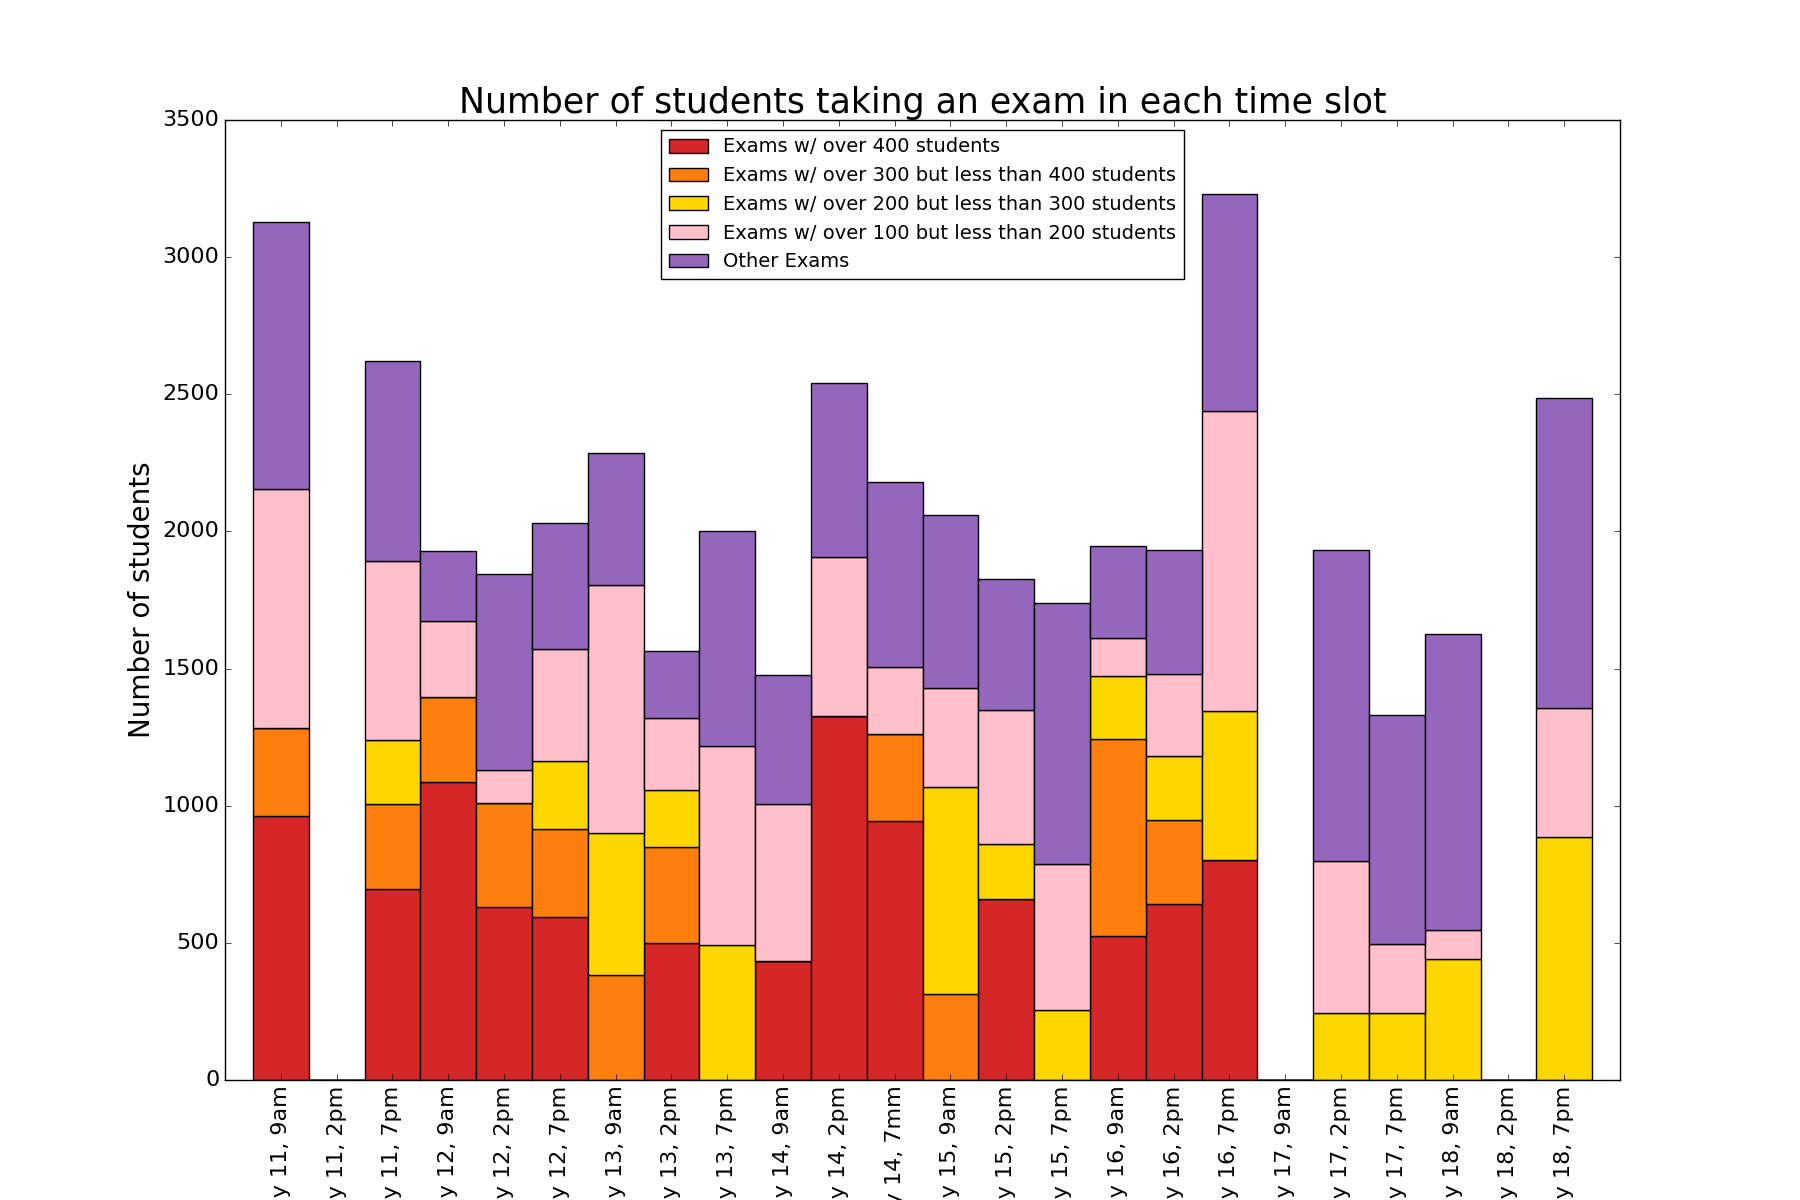 Number of students taking an exam in each time slot
Exams w/ over 400 students
Exams w/ over 300 but less than 400 students
Exams w/ over 200 but less than 300 students
Exams w/ over 100 but less than 200 students
Other Exams
Number of students
3500
3000
2500
2000
1500
1000
500
0
y 11, 9am
y 11, 2pm
y 11, 7pm
y 12, 9am
y 12, 2pm
y 12, 7pm
y 13, 9am
y 13, 2pm
y 13, 7pm
y 14, 9am
y 14, 2pm
y 14, 7mm
y 15, 9am
y 15, 2pm
y 15, 7pm
y 16, 9am
y 16, 2pm
y 16, 7pm
y 17, 9am
y 17, 2pm
y 17, 7pm
y 18, 9am
y 18, 2pm
y 18, 7pm